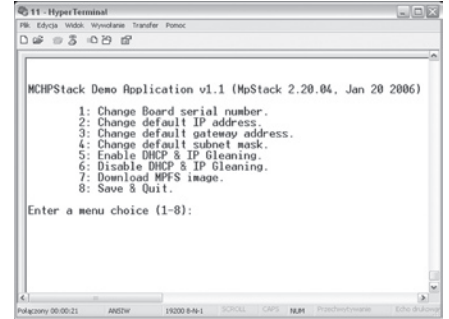 11 - HyperTerminal
Plik Edycja Widok Wywołanie Transfer Pomoc
MCHPStack Demo Application v1.1 (MpStack 2.20.04, Jan 20 2006)
1: Change Board serial number.
2: Change default IP address.
3: Change default gateway address.
4: Change default subnet mask.
5: Enable DHCP & IP Gleaning.
6: Disable DHCP & IP Gleaning.
7: Download MPFS image.
8: Save & Quit.
Enter a menu choice (1-8):
Połączony 00:00:21 ANSIW 19200 8-N-1 SCROLL CAPS NUM Przechwytywanie Echo drukowan